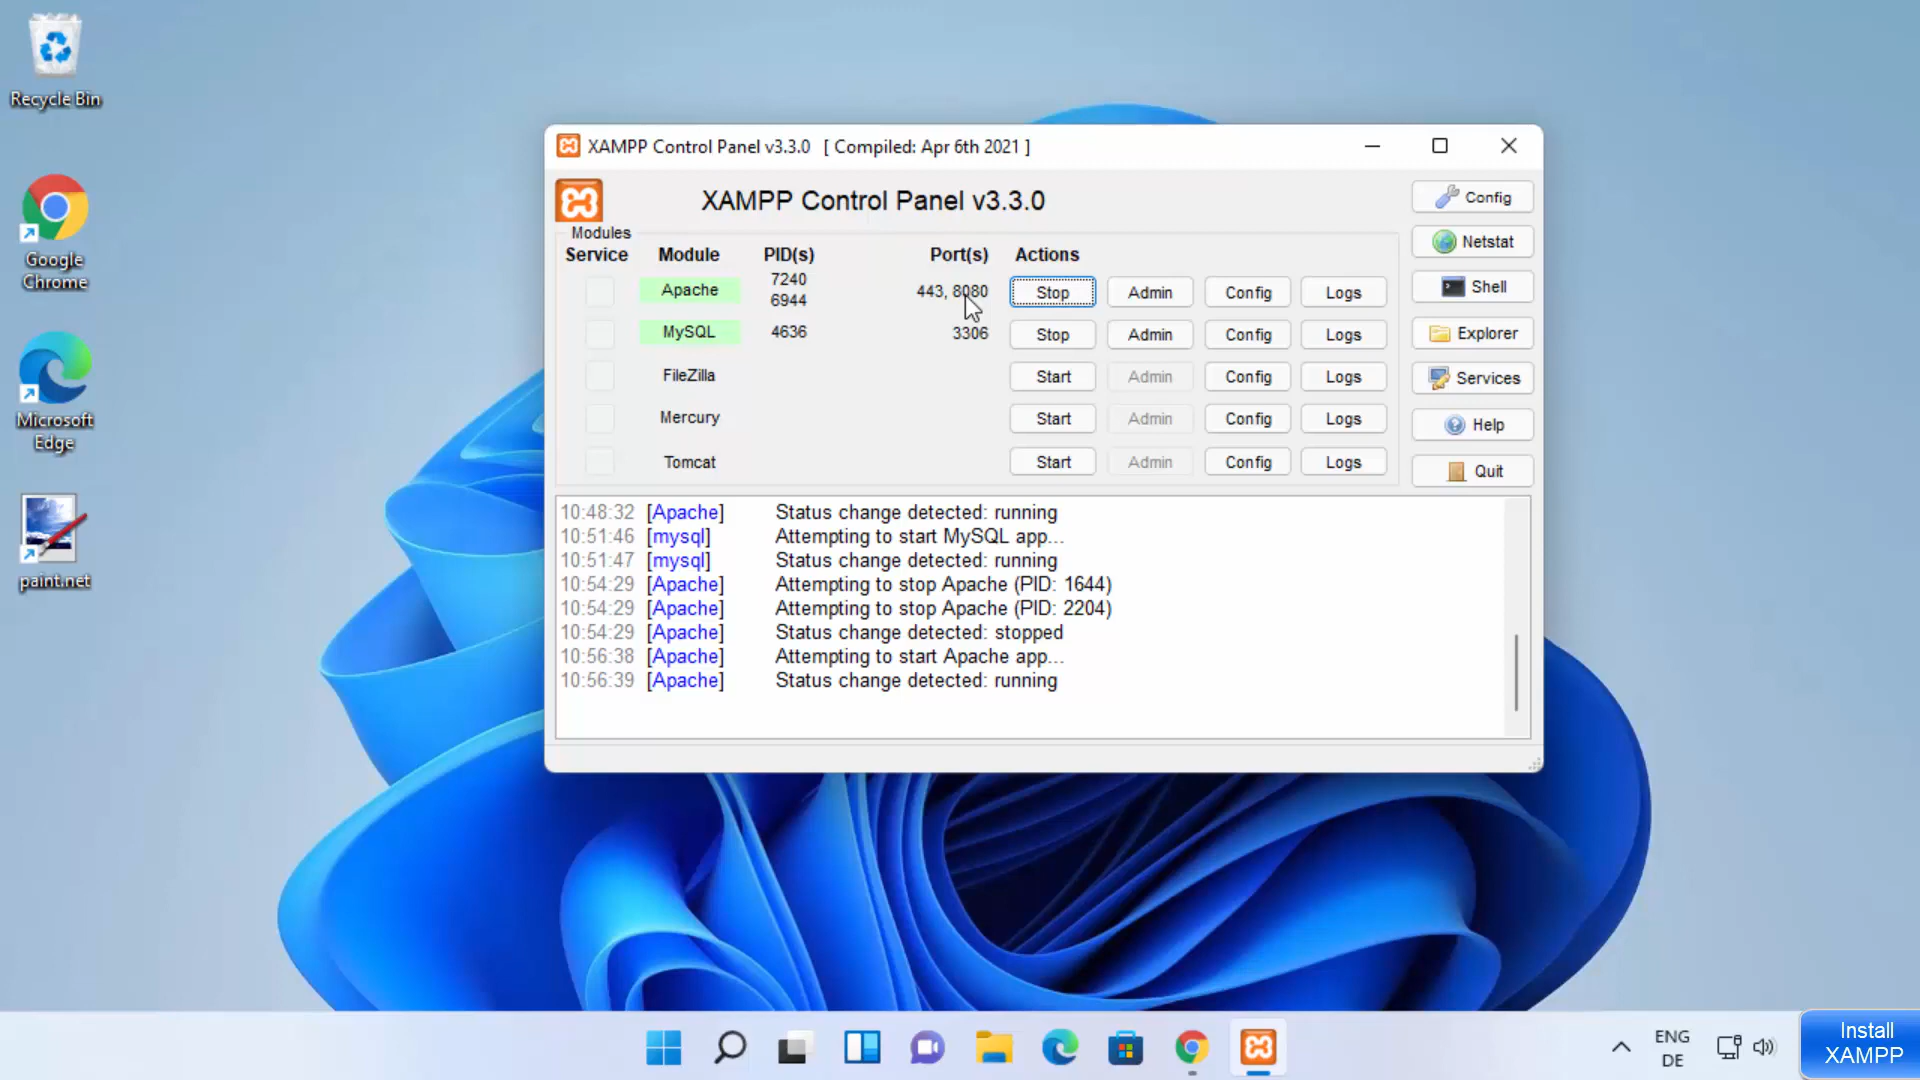 Recycle Bin
Google
Chrome
Microsoft
Edge
paint.net
XAMPP Control Panel v3.3.0 [ Compiled: Apr 6th 2021 ]
XAMPP Control Panel v3.3.0
Config
Modules
Service Module PID(s) Port(s) Actions
Netstat
Apache 7240 6944 443, 8080 Stop Admin Config Logs
Shell
MySQL 4636 3306 Stop Admin Config Logs
Explorer
FileZilla Start Admin Config Logs
Services
Mercury Start Admin Config Logs
Help
Tomcat Start Admin Config Logs
Quit
10:48:32 [Apache] Status change detected: running
10:51:46 [mysql] Attempting to start MySQL app...
10:51:47 [mysql] Status change detected: running
10:54:29 [Apache] Attempting to stop Apache (PID: 1644)
10:54:29 [Apache] Attempting to stop Apache (PID: 2204)
10:54:29 [Apache] Status change detected: stopped
10:56:38 [Apache] Attempting to start Apache app...
10:56:39 [Apache] Status change detected: running
ENG
DE
Install
XAMPP